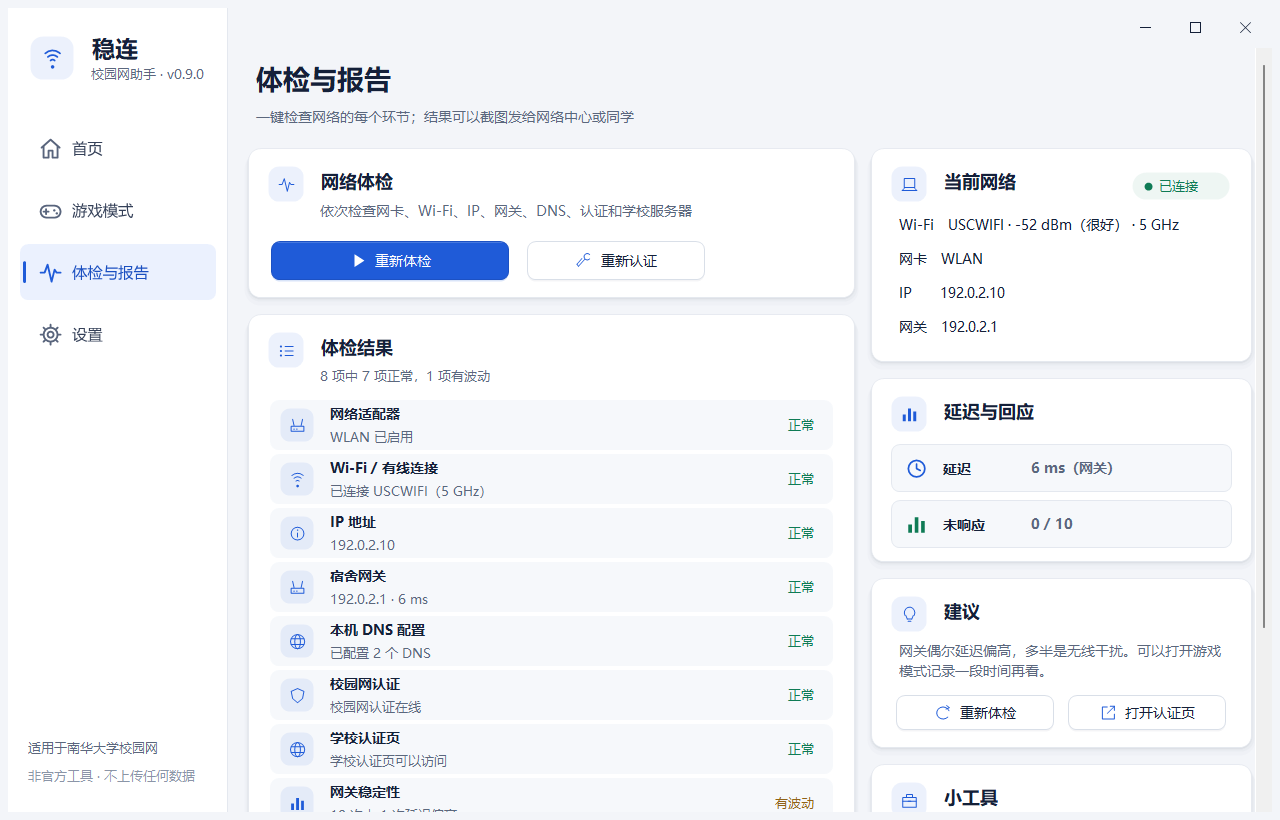 稳连
校园网助手 · v0.9.0
首页
游戏模式
体检与报告
设置
适用于南华大学校园网
非官方工具 · 不上传任何数据
体检与报告
一键检查网络的每个环节；结果可以截图发给网络中心或同学
网络体检
依次检查网卡、Wi-Fi、IP、网关、DNS、认证和学校服务器
重新体检
重新认证
体检结果
8 项中 7 项正常，1 项有波动
网络适配器
WLAN 已启用
正常
Wi-Fi / 有线连接
已连接 USCWIFI（5 GHz）
正常
IP 地址
192.0.2.10
正常
宿舍网关
192.0.2.1 · 6 ms
正常
本机 DNS 配置
已配置 2 个 DNS
正常
校园网认证
校园网认证在线
正常
学校认证页
学校认证页可以访问
正常
网关稳定性
有波动
当前网络
已连接
Wi-Fi USCWIFI · -52 dBm（很好） · 5 GHz
网卡 WLAN
IP 192.0.2.10
网关 192.0.2.1
延迟与回应
延迟 6 ms（网关）
未响应 0 / 10
建议
网关偶尔延迟偏高，多半是无线干扰。可以打开游戏
模式记录一段时间再看。
重新体检
打开认证页
小工具